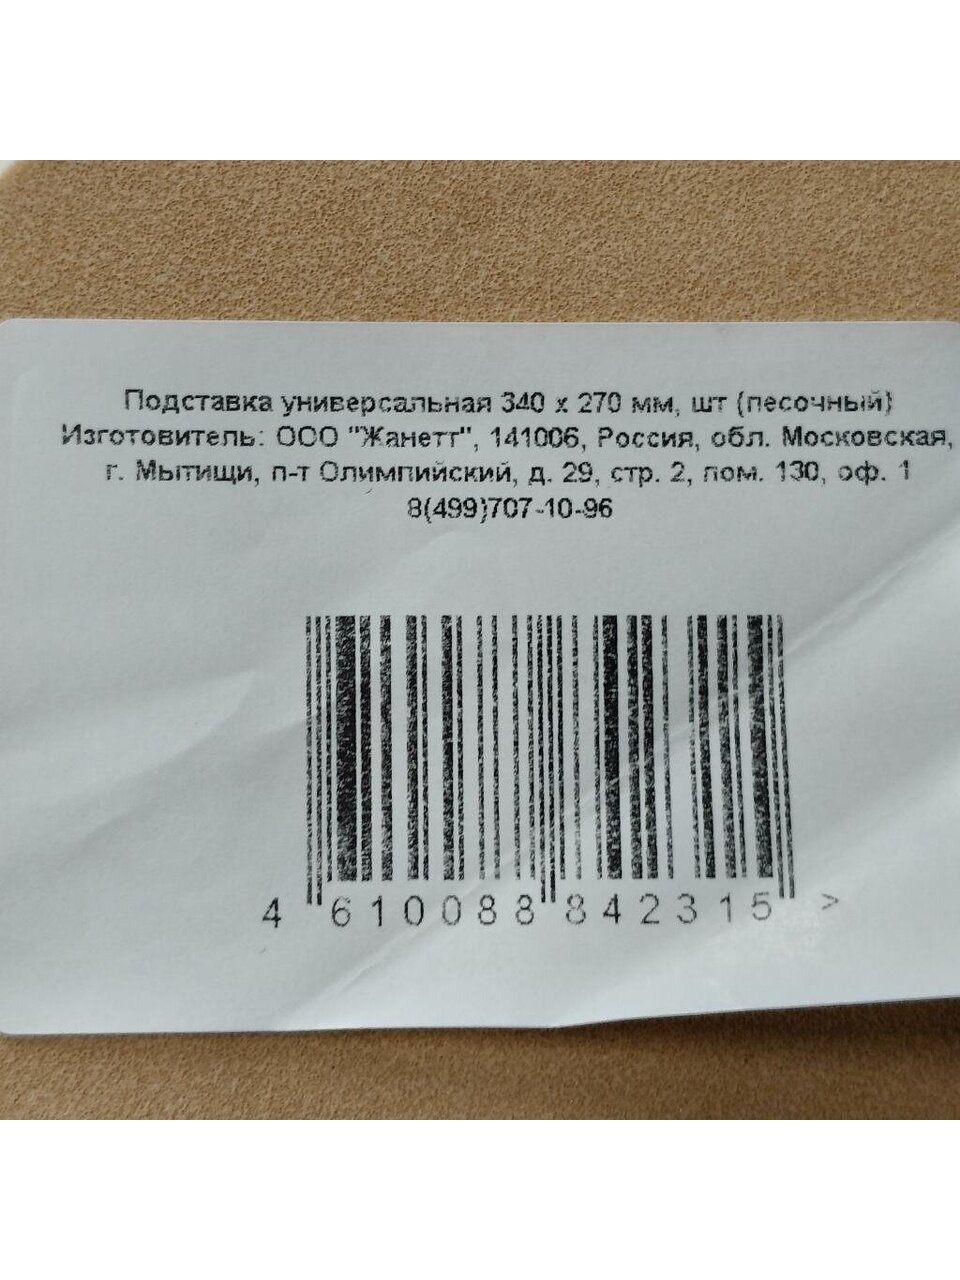 Подставка универсальная 340 x 270 мм, шт (песочный)
Изготовитель: ООО "Жанетт", 141006, Россия, обл. Московская,
г. Мытищи, п-т Олимпийский, д. 29, стр. 2, пом. 130, оф. 1
8(499)707-10-96
4 610088 842315 >